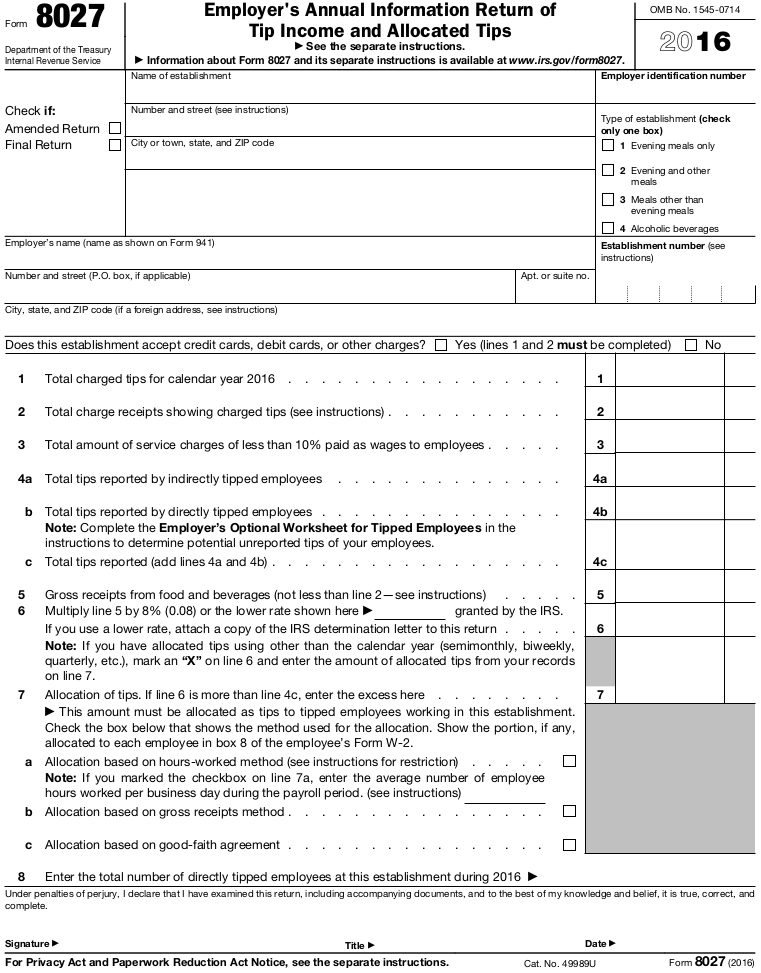 Form 8027
Department of the Treasury
Internal Revenue Service
Employer's Annual Information Return of
Tip Income and Allocated Tips
▶ See the separate instructions.
▶ Information about Form 8027 and its separate instructions is available at www.irs.gov/form8027.
OMB No. 1545-0714
2016
Check if:
Amended Return
Final Return
Name of establishment
Number and street (see instructions)
City or town, state, and ZIP code
Employer identification number
Type of establishment (check
only one box)
1 Evening meals only
2 Evening and other
meals
3 Meals other than
evening meals
4 Alcoholic beverages
Employer's name (name as shown on Form 941)
Number and street (P.O. box, if applicable)
Apt. or suite no.
Establishment number (see
instructions)
City, state, and ZIP code (if a foreign address, see instructions)
Does this establishment accept credit cards, debit cards, or other charges? Yes (lines 1 and 2 must be completed) No
1 Total charged tips for calendar year 2016 . . . . . . . . . . . . . . 1
2 Total charge receipts showing charged tips (see instructions) . . . . . . . . . 2
3 Total amount of service charges of less than 10% paid as wages to employees . . . . . 3
4a Total tips reported by indirectly tipped employees . . . . . . . . . . . 4a
b Total tips reported by directly tipped employees . . . . . . . . . . . . 4b
Note: Complete the Employer's Optional Worksheet for Tipped Employees in the
instructions to determine potential unreported tips of your employees.
c Total tips reported (add lines 4a and 4b) . . . . . . . . . . . . . . 4c
5 Gross receipts from food and beverages (not less than line 2—see instructions) . . . . . 5
6 Multiply line 5 by 8% (0.08) or the lower rate shown here ▶ granted by the IRS.
If you use a lower rate, attach a copy of the IRS determination letter to this return . . . . . 6
Note: If you have allocated tips using other than the calendar year (semimonthly, biweekly,
quarterly, etc.), mark an "X" on line 6 and enter the amount of allocated tips from your records
on line 7.
7 Allocation of tips. If line 6 is more than line 4c, enter the excess here . . . . . . . 7
▶ This amount must be allocated as tips to tipped employees working in this establishment.
Check the box below that shows the method used for the allocation. Show the portion, if any,
allocated to each employee in box 8 of the employee's Form W-2.
a Allocation based on hours-worked method (see instructions for restriction) . . . . .
Note: If you marked the checkbox on line 7a, enter the average number of employee
hours worked per business day during the payroll period. (see instructions)
b Allocation based on gross receipts method . . . . . . . . . . . . .
c Allocation based on good-faith agreement . . . . . . . . . . . . .
8 Enter the total number of directly tipped employees at this establishment during 2016 ▶
Under penalties of perjury, I declare that I have examined this return, including accompanying documents, and to the best of my knowledge and belief, it is true, correct, and
complete.
Signature ▶ Title ▶ Date ▶
For Privacy Act and Paperwork Reduction Act Notice, see the separate instructions. Cat. No. 49989U Form 8027 (2016)